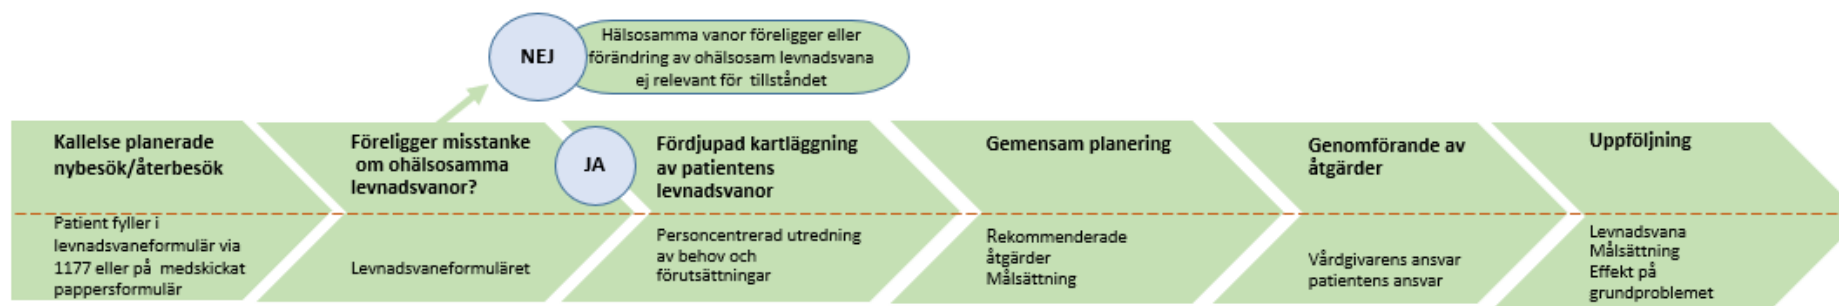 NEJ
Hälsosamma vanor föreligger eller
förändring av ohälsosam levnadsvana
ej relevant för tillståndet
Kallelse planerade
nybesök/återbesök
Patient fyller i
levnadsvaneformulär via
1177 eller på medskickat
pappersformulär
Föreligger misstanke
om ohälsosamma
levnadsvanor?
Levnadsvaneformuläret
JA
Fördjupad kartläggning
av patientens
levnadsvanor
Personcentrerad utredning
av behov och
förutsättningar
Gemensam planering
Rekommenderade
åtgärder
Målsättning
Genomförande av
åtgärder
Vårdgivarens ansvar
patientens ansvar
Uppföljning
Levnadsvana
Målsättning
Effekt på
grundproblemet